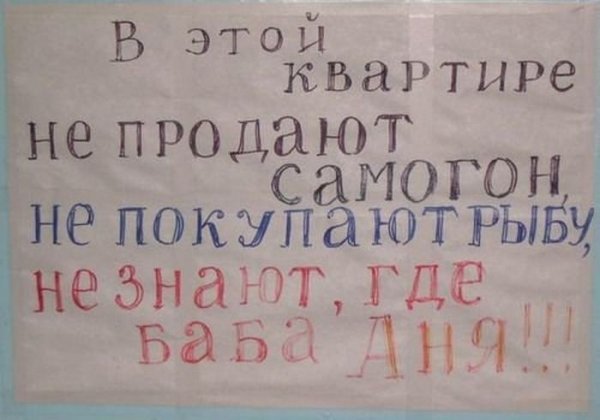 В этой
квартире
не продают
самогон,
не покупают рыбу,
не знают, где
баба Аня!!!